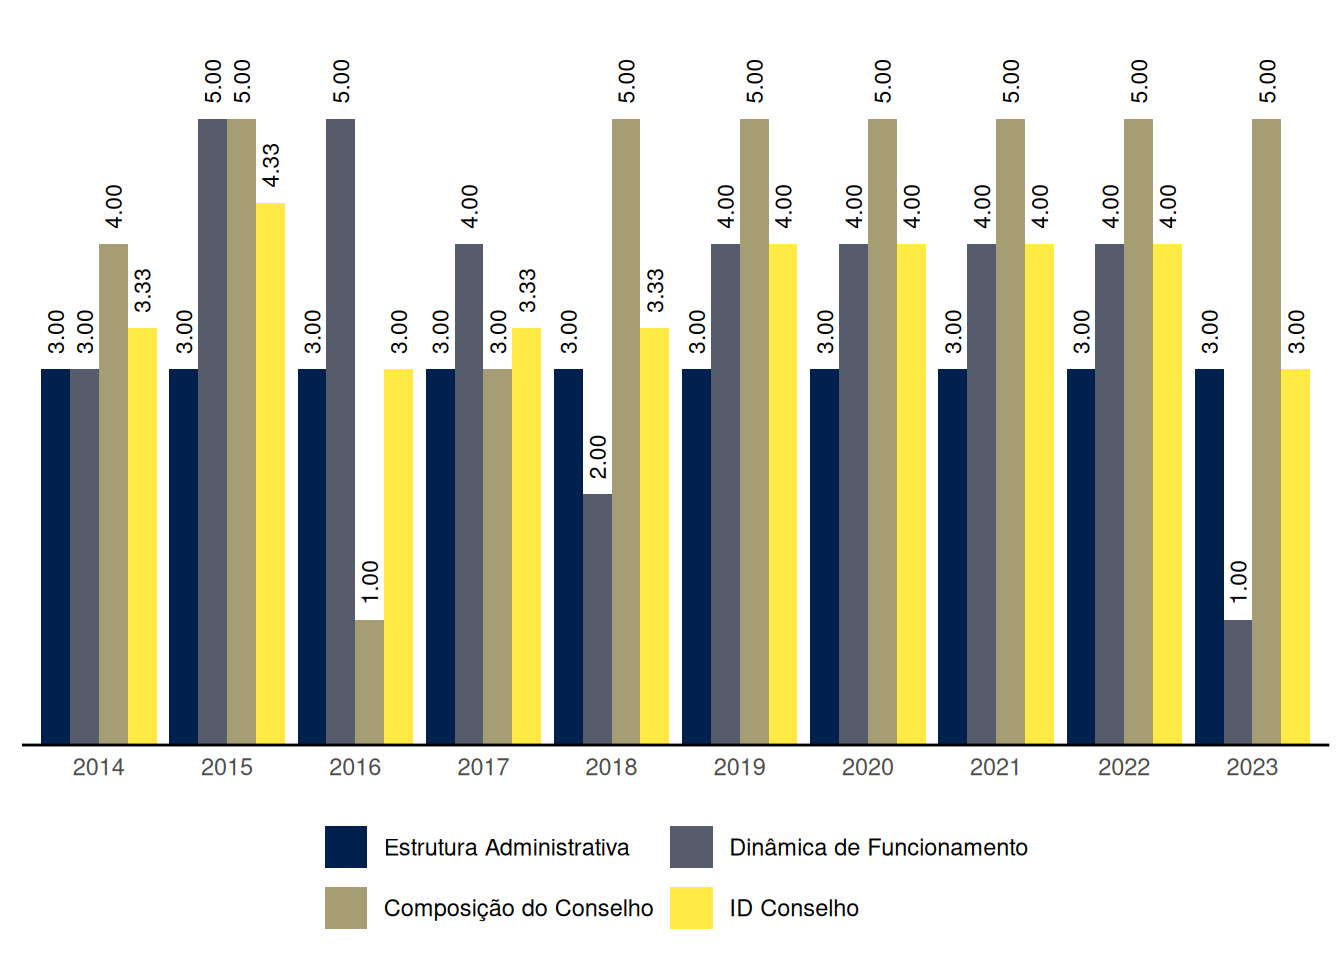 3.00 3.00 4.00 3.33 3.00 5.00 5.00 4.33 3.00 5.00 1.00 3.00 3.00 4.00 3.00 3.33 3.00 2.00 5.00 3.33 3.00 4.00 5.00 4.00 3.00 4.00 5.00 4.00 3.00 4.00 5.00 4.00 3.00 4.00 5.00 4.00 3.00 1.00 5.00 3.00
2014 2015 2016 2017 2018 2019 2020 2021 2022 2023
Estrutura Administrativa Dinâmica de Funcionamento
Composição do Conselho ID Conselho